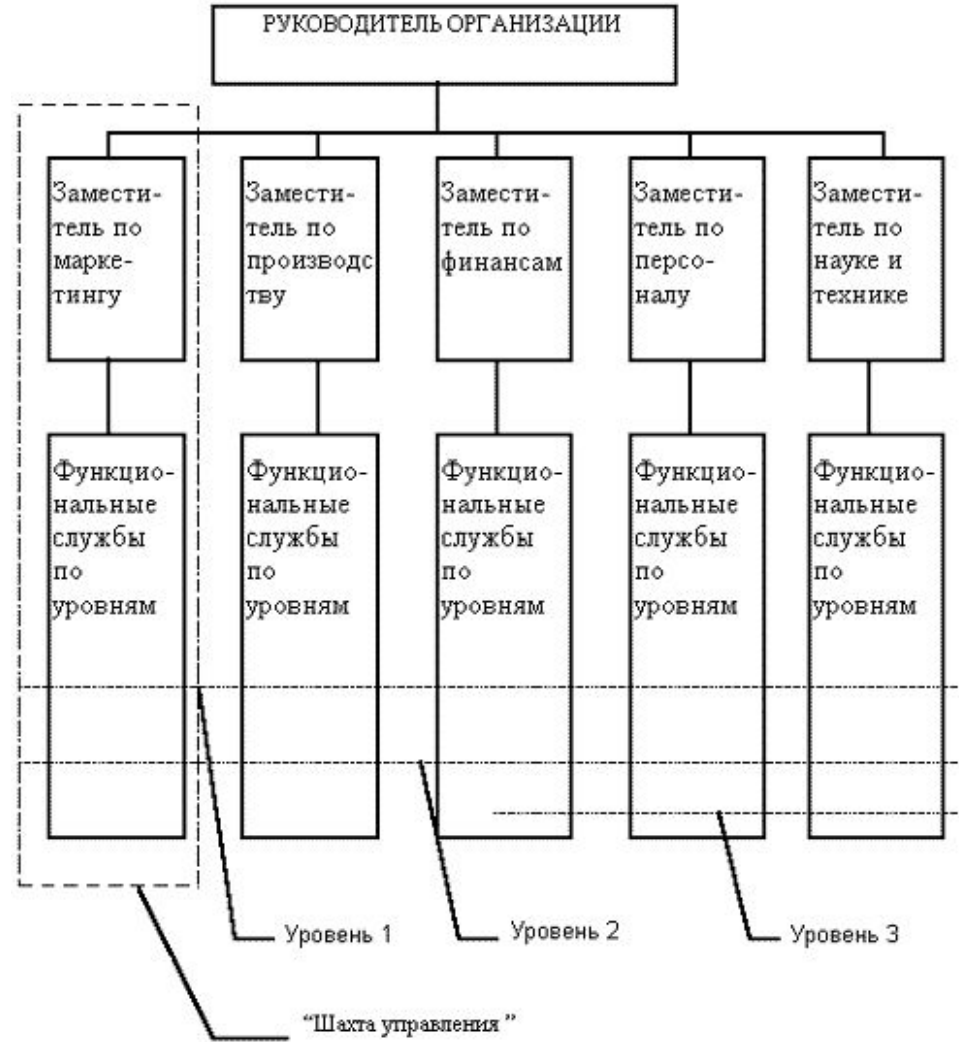 РУКОВОДИТЕЛЬ ОРГАНИЗАЦИИ
Замести-
тель по
марке-
тингу
Замести-
тель по
производс
тву
Замести-
тель по
финансам
Замести-
тель по
персо-
налу
Замести-
тель по
науке и
технике
Функцио-
нальные
службы
по
уровням
Функцио-
нальные
службы
по
уровням
Функцио-
нальные
службы
по
уровням
Функцио-
нальные
службы
по
уровням
Функцио-
нальные
службы
по
уровням
Уровень 1
Уровень 2
Уровень 3
“Шахта управления ”